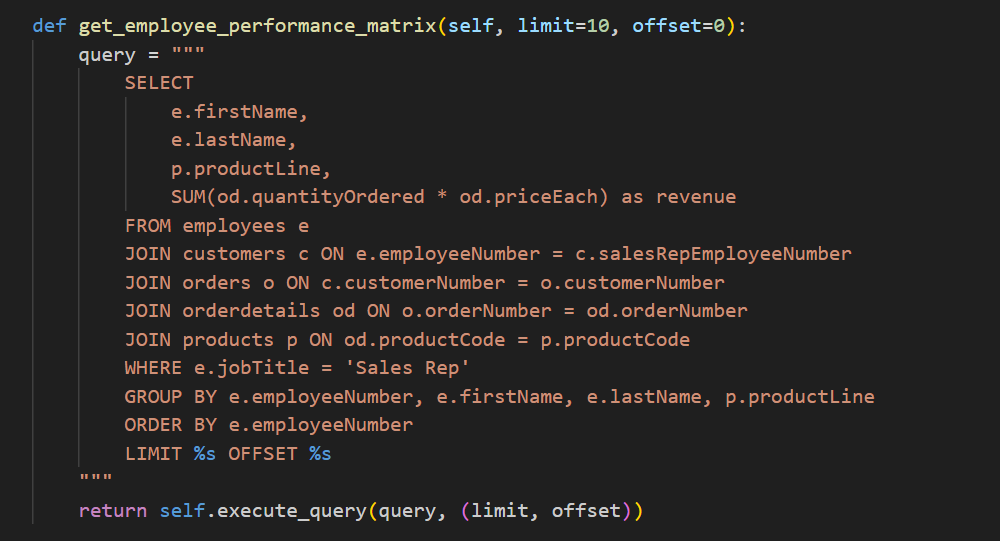 def get_employee_performance_matrix(self, limit=10, offset=0):
    query = """
        SELECT
            e.firstName,
            e.lastName,
            p.productLine,
            SUM(od.quantityOrdered * od.priceEach) as revenue
        FROM employees e
        JOIN customers c ON e.employeeNumber = c.salesRepEmployeeNumber
        JOIN orders o ON c.customerNumber = o.customerNumber
        JOIN orderdetails od ON o.orderNumber = od.orderNumber
        JOIN products p ON od.productCode = p.productCode
        WHERE e.jobTitle = 'Sales Rep'
        GROUP BY e.employeeNumber, e.firstName, e.lastName, p.productLine
        ORDER BY e.employeeNumber
        LIMIT %s OFFSET %s
    """
    return self.execute_query(query, (limit, offset))